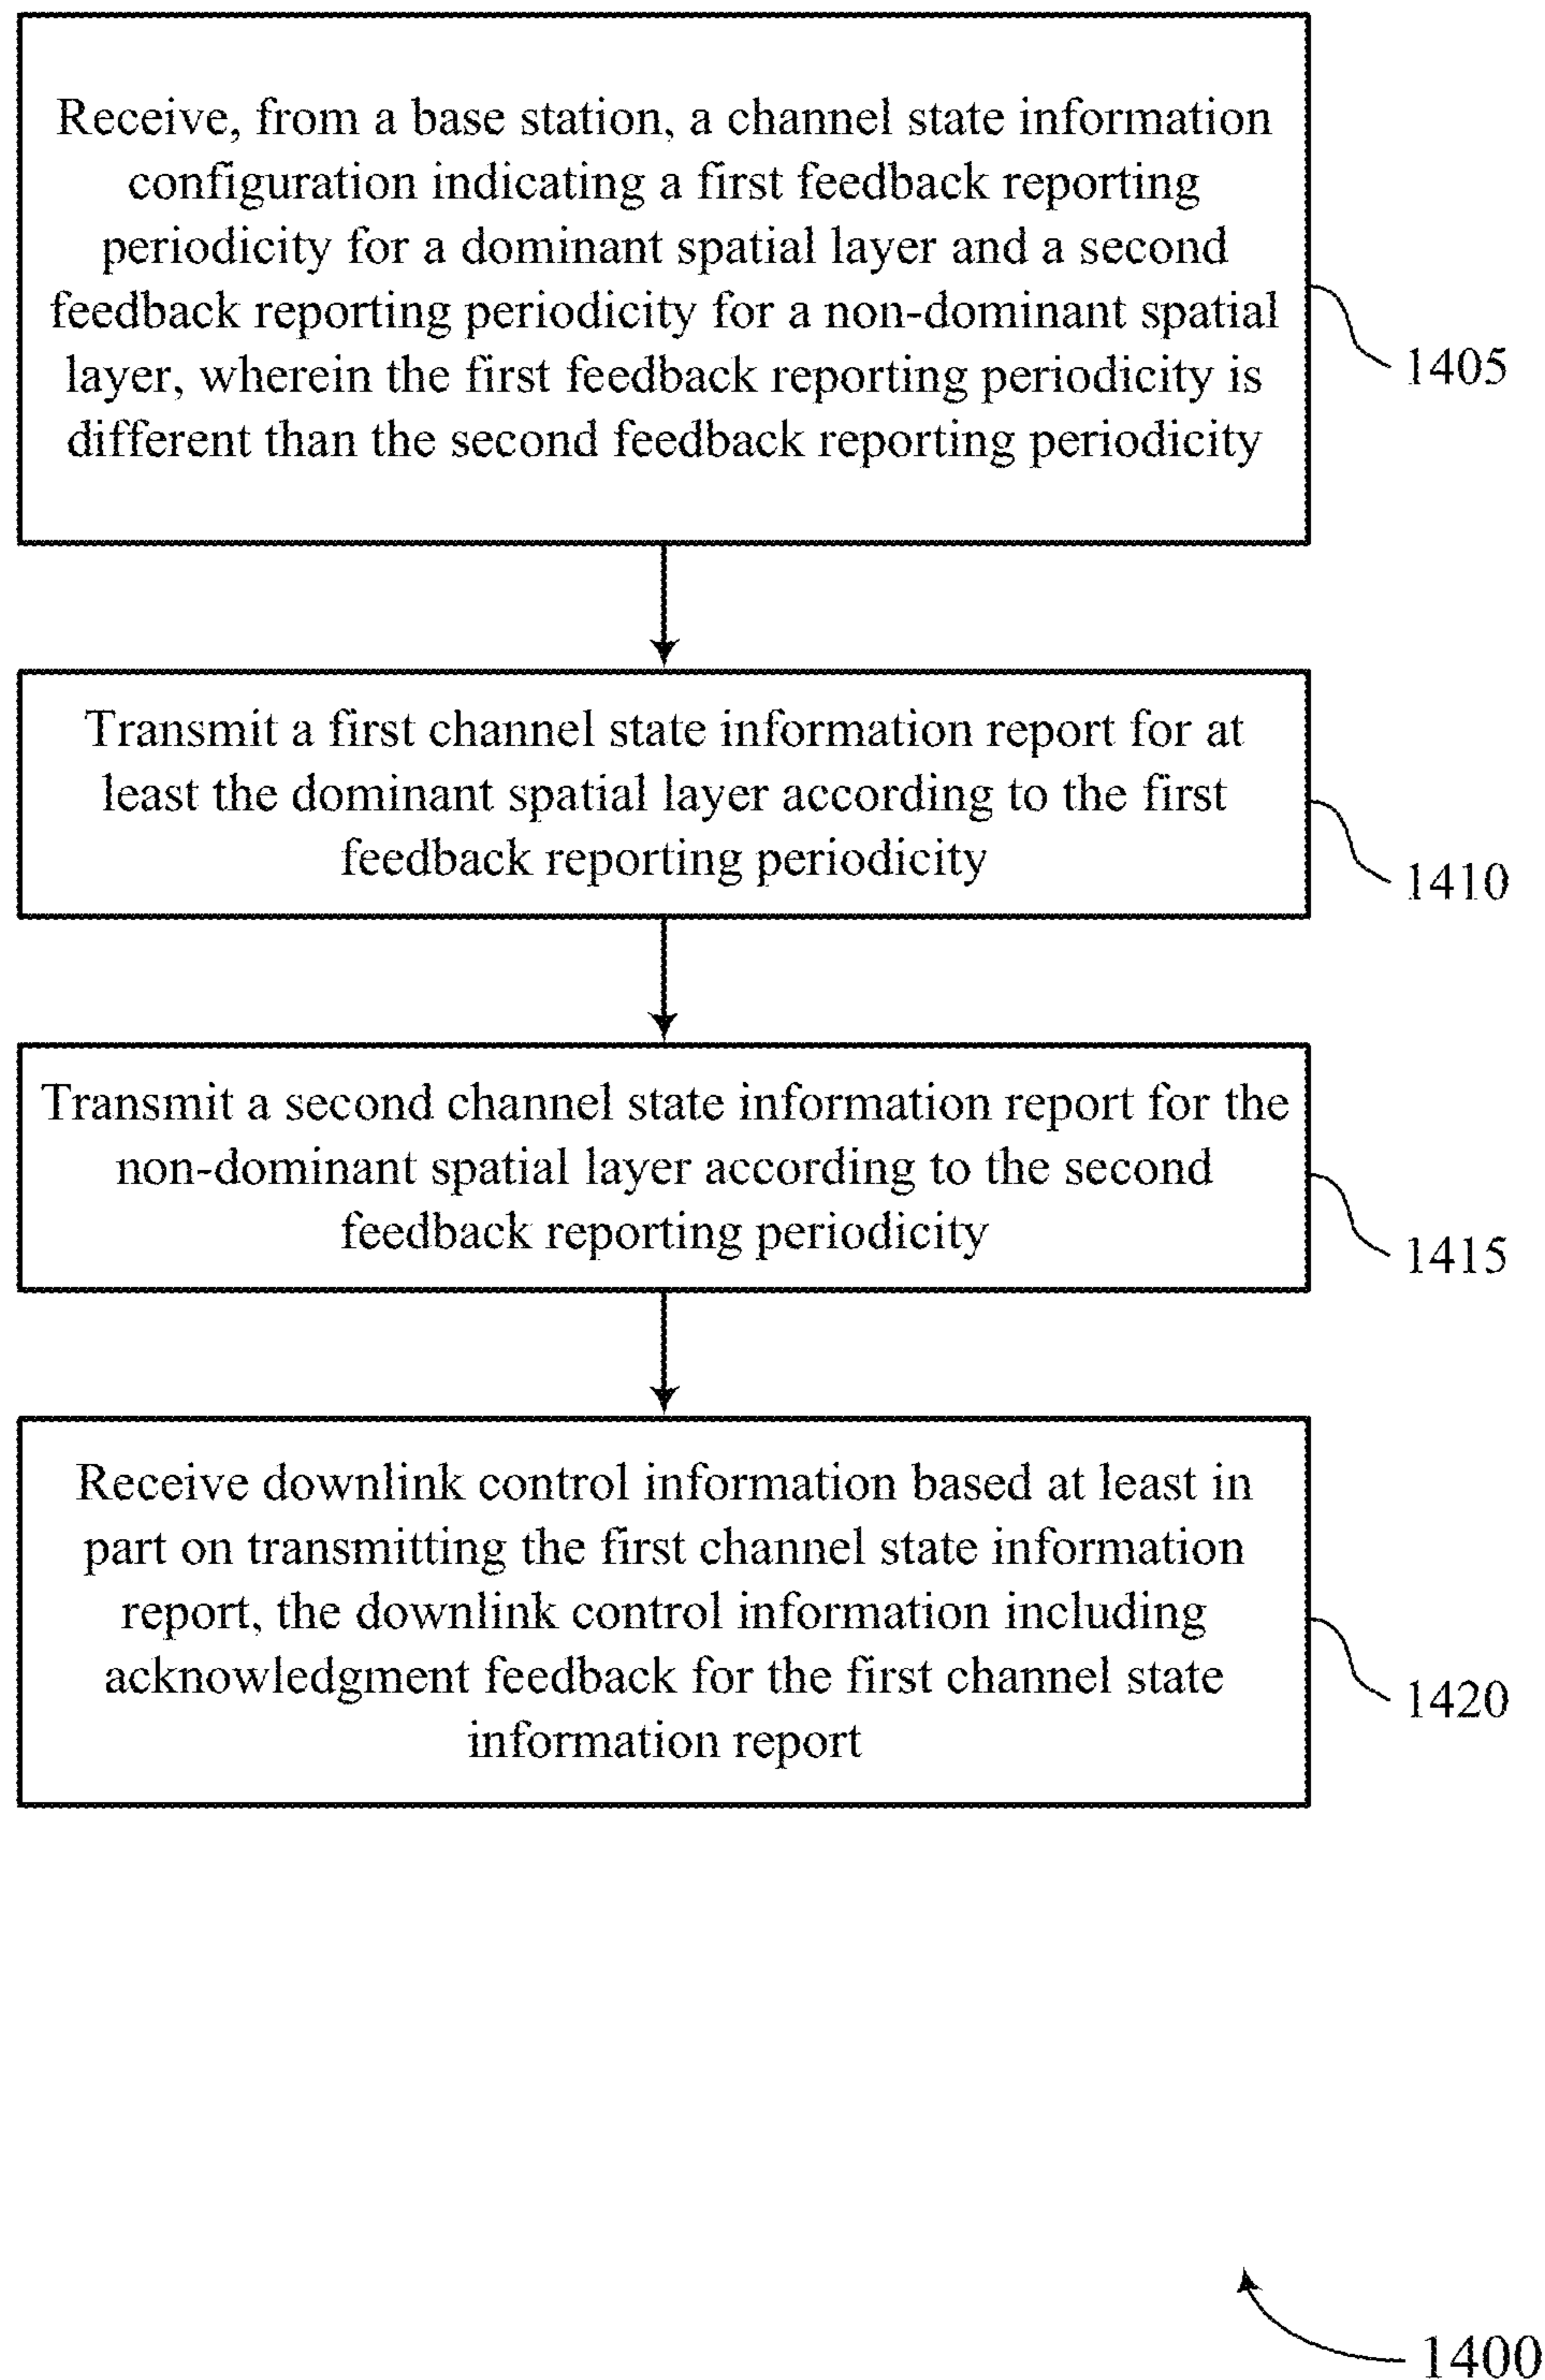 Receive, from a base station, a channel state information
configuration indicating a first feedback reporting
periodicity for a dominant spatial layer and a second
feedback reporting periodicity for a non-dominant spatial
layer, wherein the first feedback reporting periodicity is
different than the second feedback reporting periodicity
1405
Transmit a first channel state information report for at
least the dominant spatial layer according to the first
feedback reporting periodicity
1410
Transmit a second channel state information report for the
non-dominant spatial layer according to the second
feedback reporting periodicity
1415
Receive downlink control information based at least in
part on transmitting the first channel state information
report, the downlink control information including
acknowledgment feedback for the first channel state
information report
1420
1400